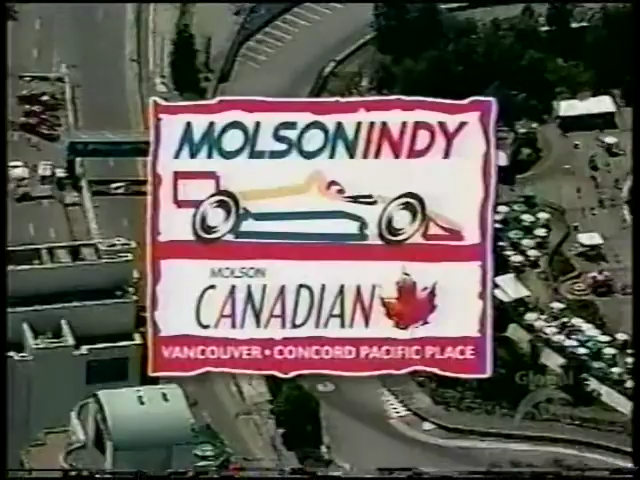 MOLSONINDY
MOLSON
CANADIAN
VANCOUVER • CONCORD PACIFIC PLACE
Global